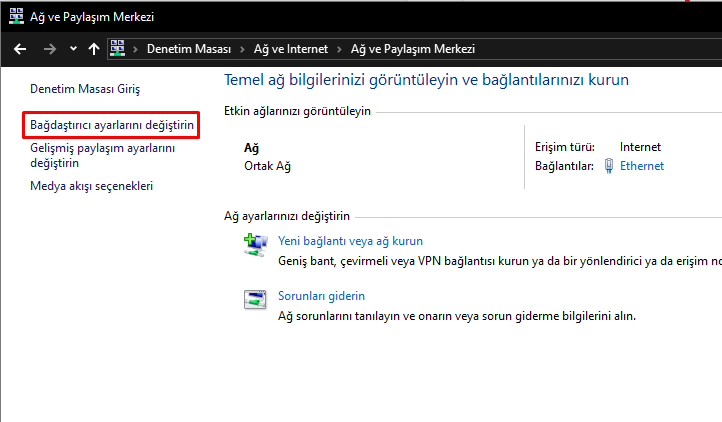 Ağ ve Paylaşım Merkezi
Denetim Masası > Ağ ve Internet > Ağ ve Paylaşım Merkezi
Denetim Masası Giriş
Bağdaştırıcı ayarlarını değiştirin
Gelişmiş paylaşım ayarlarını
değiştirin
Medya akışı seçenekleri
Temel ağ bilgilerinizi görüntüleyin ve bağlantılarınızı kurun
Etkin ağlarınızı görüntüleyin
Ağ
Ortak Ağ
Erişim türü: Internet
Bağlantılar: Ethernet
Ağ ayarlarınızı değiştirin
Yeni bağlantı veya ağ kurun
Geniş bant, çevirmeli veya VPN bağlantısı kurun ya da bir yönlendirici ya da erişim
Sorunları giderin
Ağ sorunlarını tanılayın ve onarın veya sorun giderme bilgilerini alın.